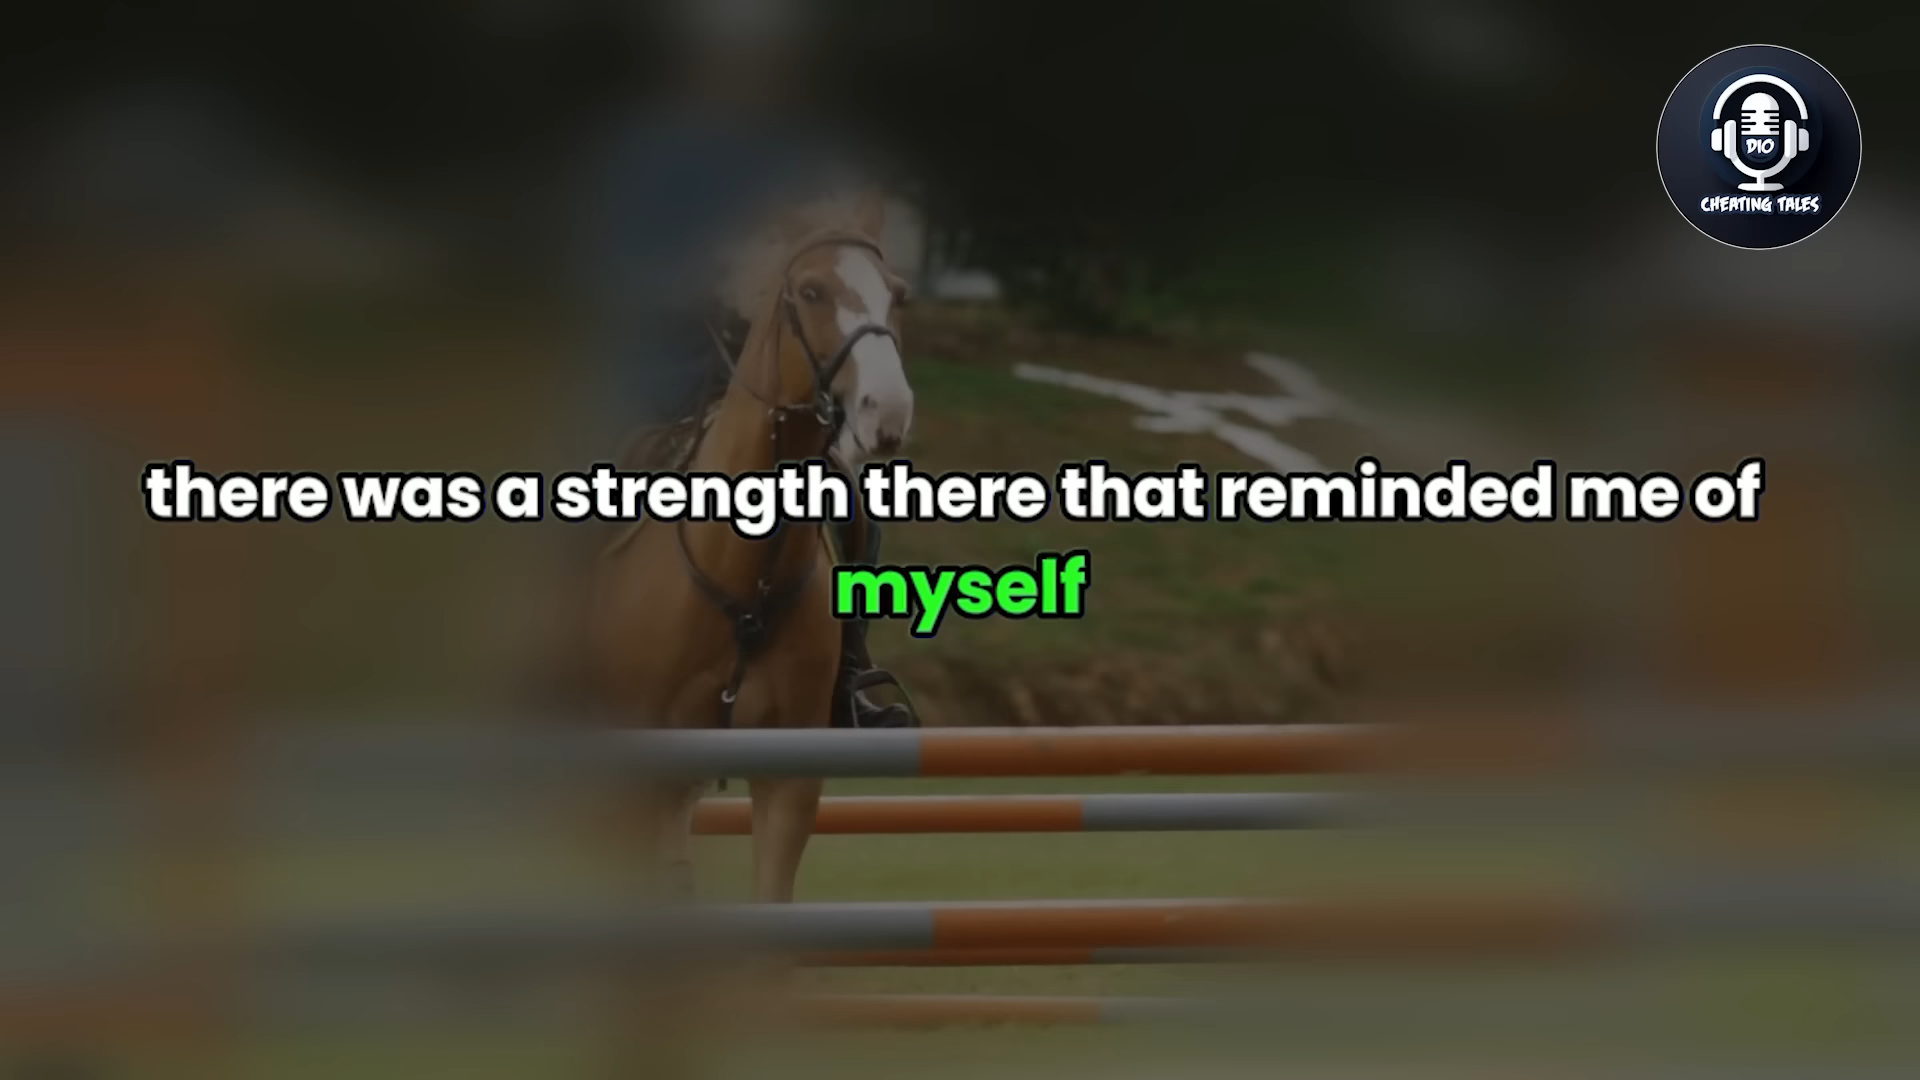 DIO
CHEATING TALES
there was a strength there that reminded me of
myself